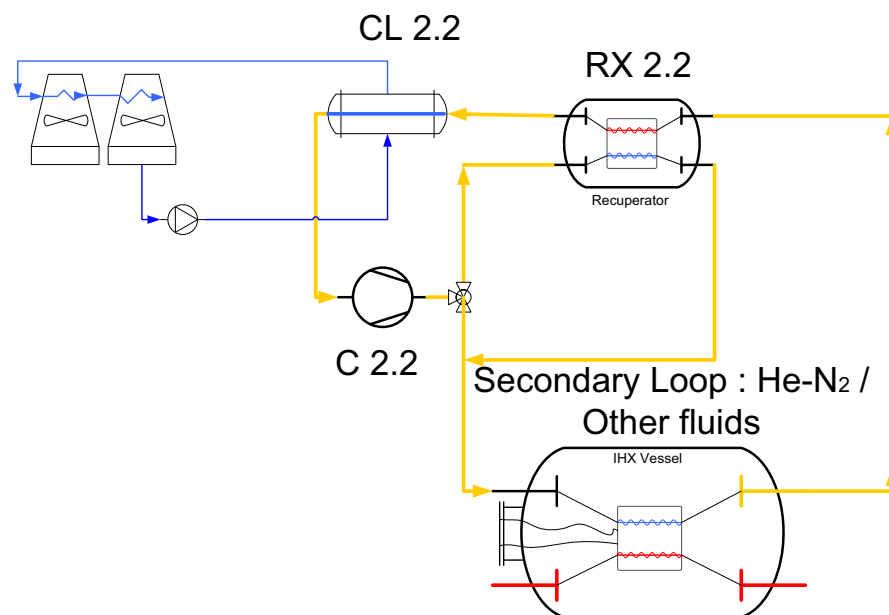 CL 2.2
RX 2.2
Recuperator
C 2.2
Secondary Loop : He-N₂ /
Other fluids
IHX Vessel